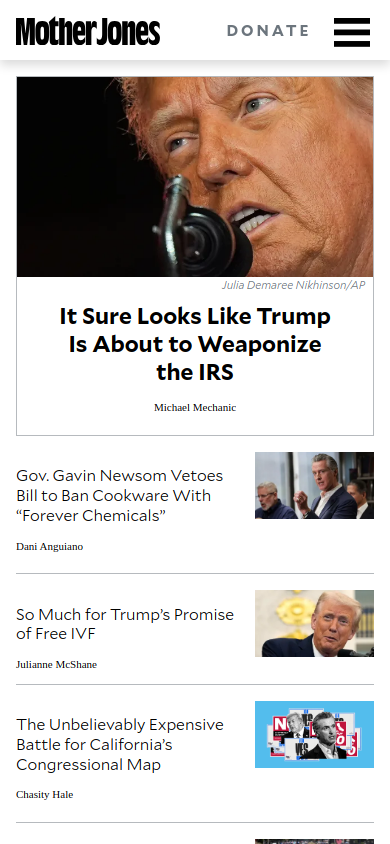 Mother Jones
DONATE
Julia Demaree Nikhinson/AP
It Sure Looks Like Trump
Is About to Weaponize
the IRS
Michael Mechanic
Gov. Gavin Newsom Vetoes
Bill to Ban Cookware With
“Forever Chemicals”
Dani Anguiano
So Much for Trump’s Promise
of Free IVF
Julianne McShane
The Unbelievably Expensive
Battle for California’s
Congressional Map
Chasity Hale